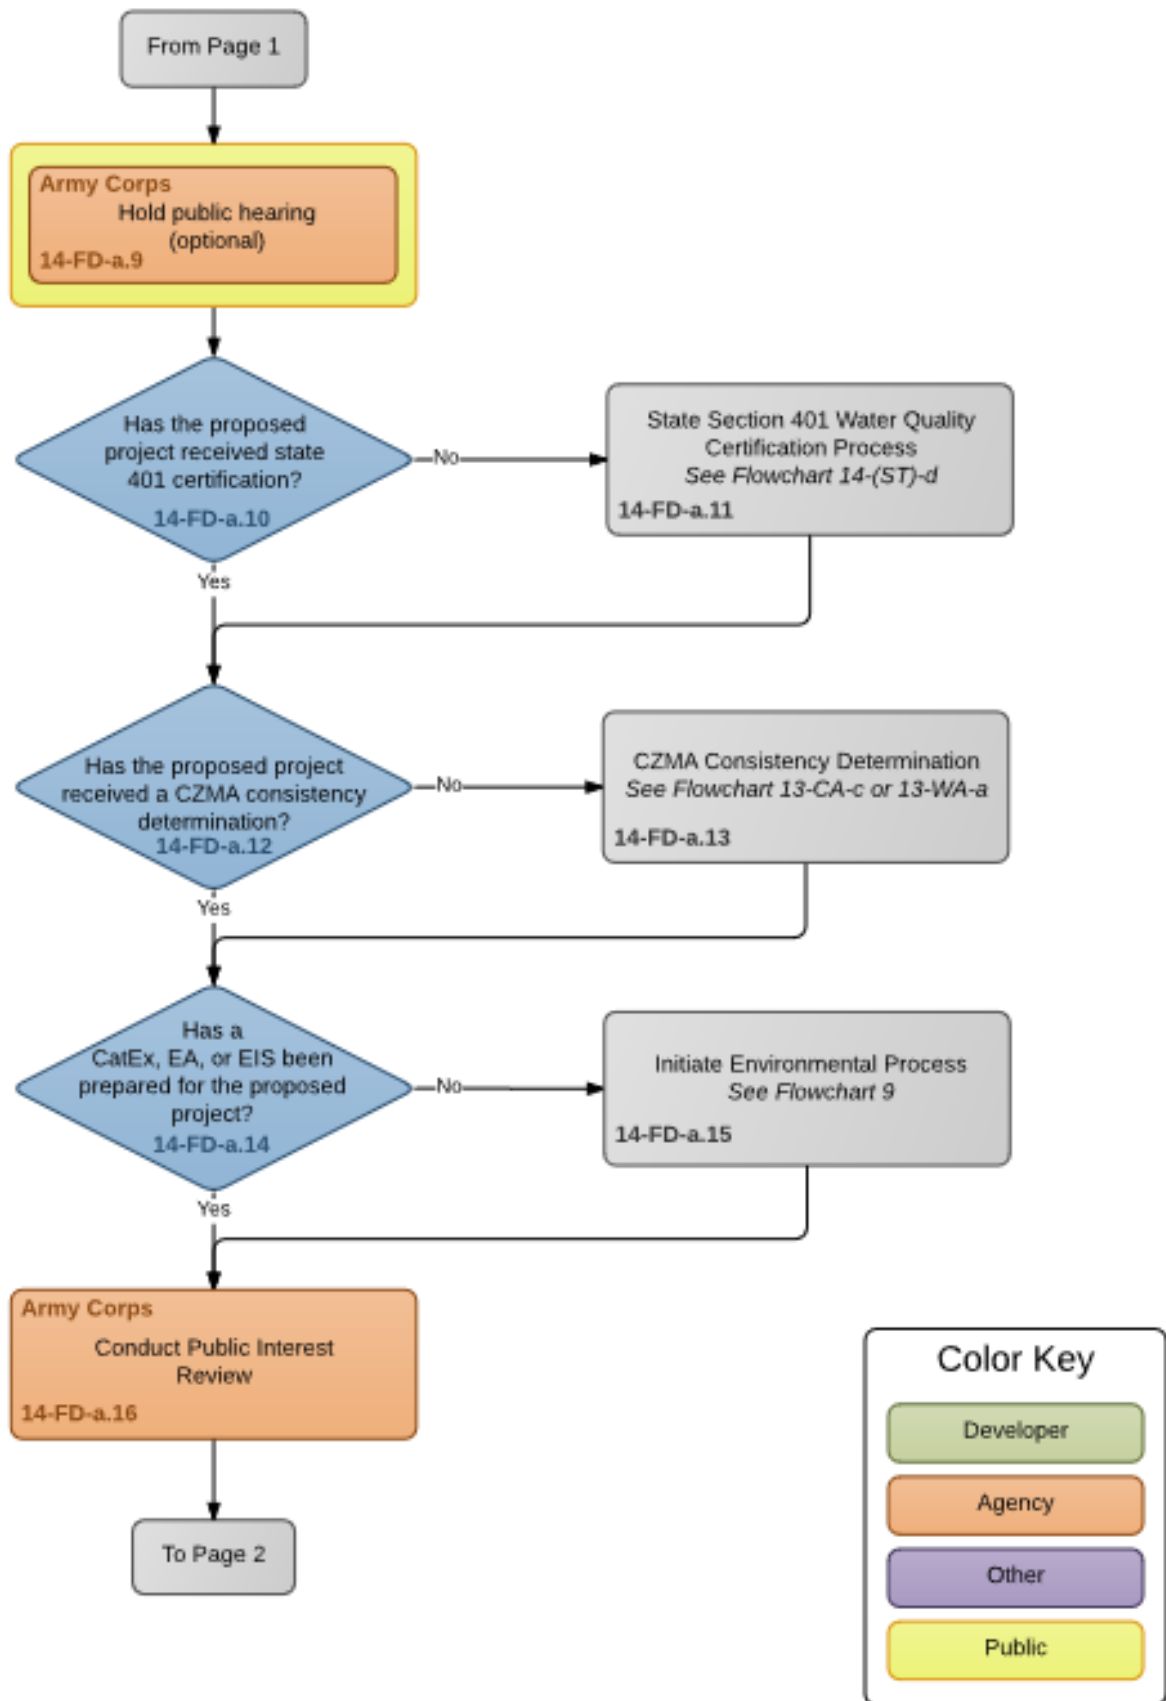 From Page 1
Army Corps
Hold public hearing
(optional)
14-FD-a.9
Has the proposed
project received state
401 certification?
14-FD-a.10
No
State Section 401 Water Quality
Certification Process
See Flowchart 14-(ST)-d
14-FD-a.11
Yes
Has the proposed project
received a CZMA consistency
determination?
14-FD-a.12
No
CZMA Consistency Determination
See Flowchart 13-CA-c or 13-WA-a
14-FD-a.13
Yes
Has a
CatEx, EA, or EIS been
prepared for the proposed
project?
14-FD-a.14
No
Initiate Environmental Process
See Flowchart 9
14-FD-a.15
Yes
Army Corps
Conduct Public Interest
Review
14-FD-a.16
To Page 2
Color Key
Developer
Agency
Other
Public